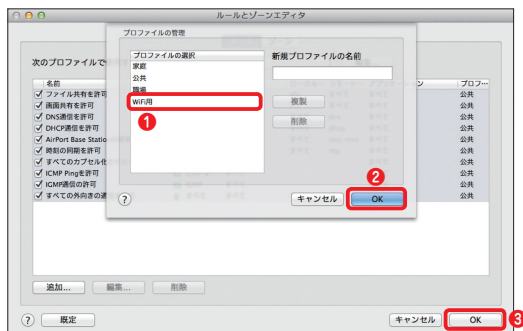 ルールとゾーンエディタ
プロファイルの管理
次のプロファイルで
プロファイルの選択
家庭
公共
職場
WiFi用
新規プロファイルの名前
複製
削除
1
2
? キャンセル OK
名前 ン プロフ…
ファイル共有を許可 公共
画面共有を許可 公共
DNS通信を許可 公共
DHCP通信を許可 公共
AirPort Base Statio 公共
時刻の同期を許可 公共
すべてのカプセル化 公共
ICMP Pingを許可 公共
IGMP通信の許可 公共
すべての外向きの通 公共
追加... 編集... 削除
? 既定 キャンセル OK 3